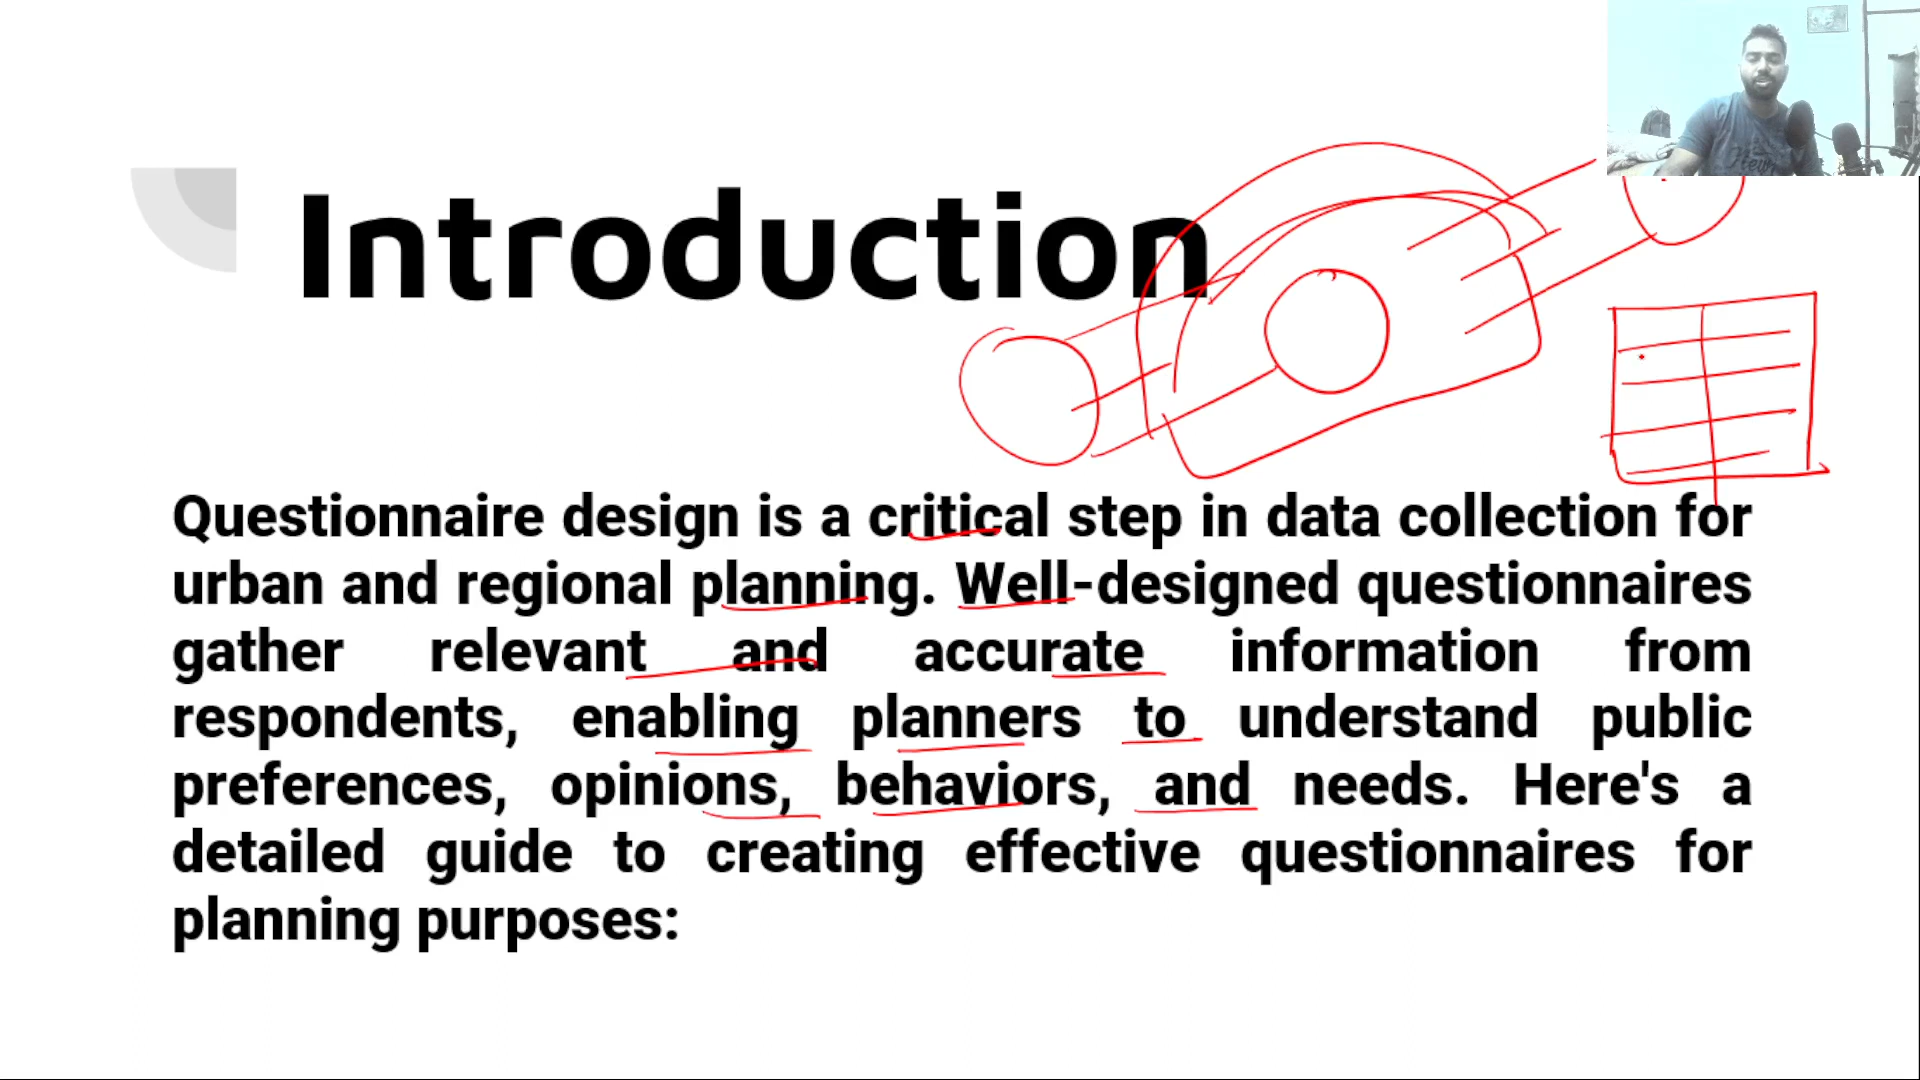 Introduction
Questionnaire design is a critical step in data collection for
urban and regional planning. Well-designed questionnaires
gather relevant and accurate information from
respondents, enabling planners to understand public
preferences, opinions, behaviors, and needs. Here's a
detailed guide to creating effective questionnaires for
planning purposes: